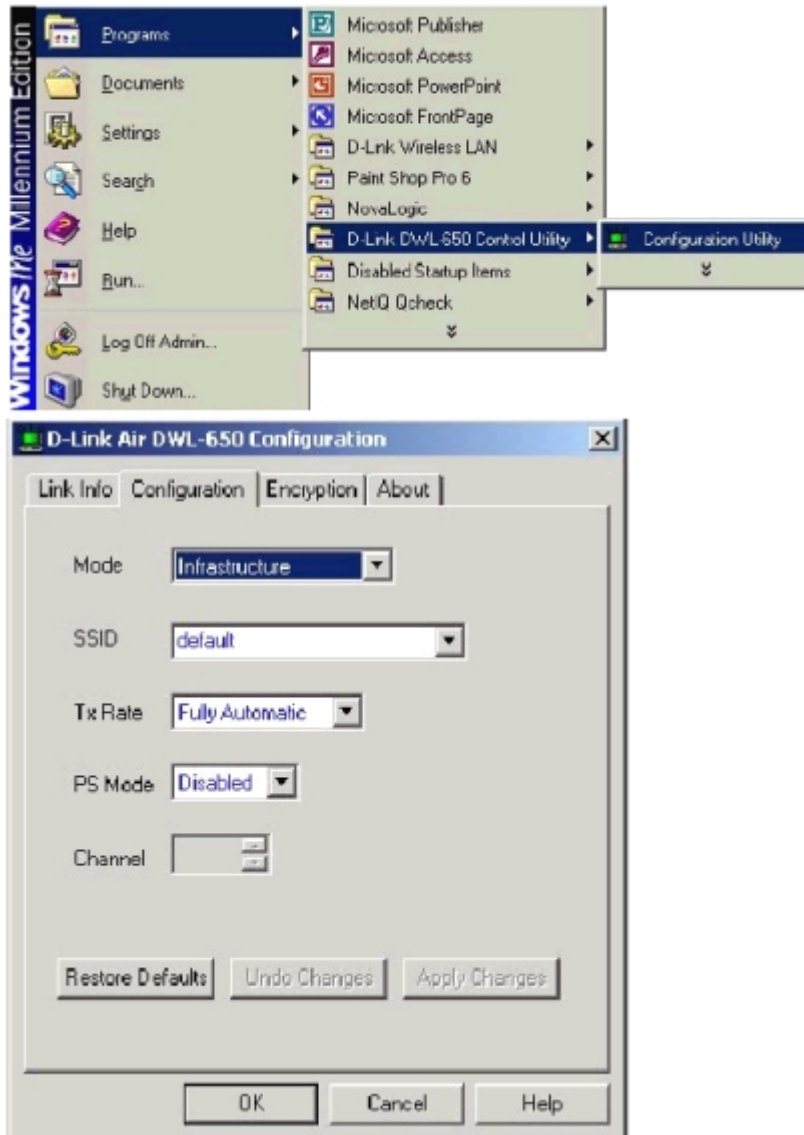 Windows Me Millennium Edition
Programs
Documents
Settings
Search
Help
Run...
Log Off Admin...
Shut Down...
Microsoft Publisher
Microsoft Access
Microsoft PowerPoint
Microsoft FrontPage
D-Link Wireless LAN
Paint Shop Pro 6
NovaLogic
D-Link DWL-650 Control Utility
Disabled Startup Items
NetIQ Qcheck
Configuration Utility
D-Link Air DWL-650 Configuration
Link Info Configuration Encryption About
Mode Infrastructure
SSID default
Tx Rate Fully Automatic
PS Mode Disabled
Channel
Restore Defaults Undo Changes Apply Changes
OK Cancel Help